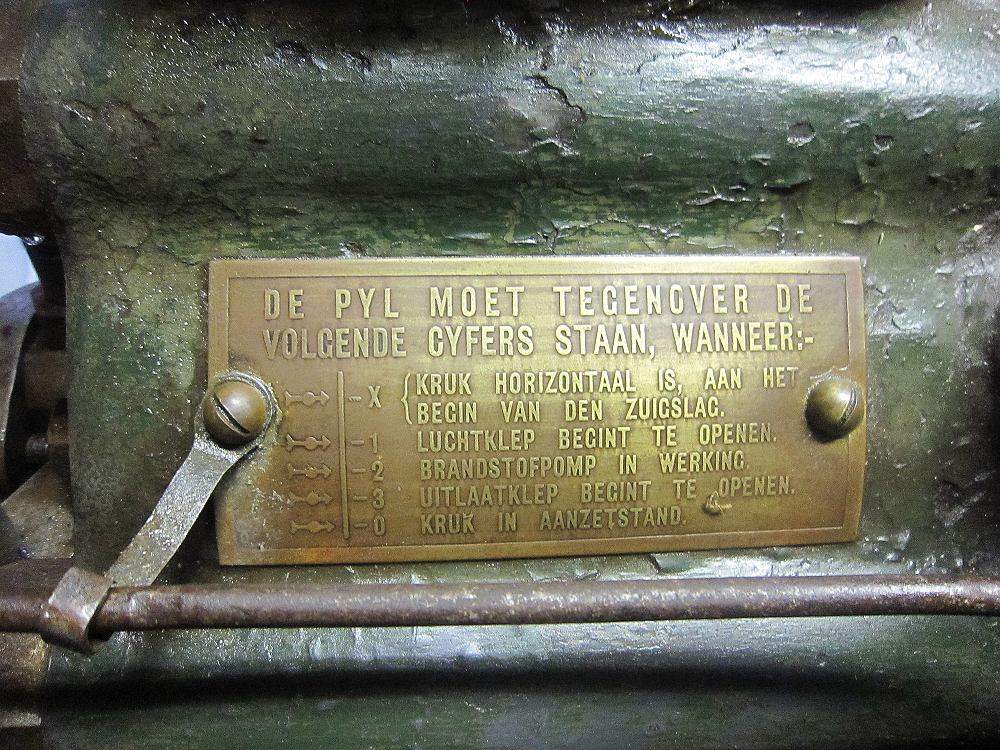 DE PYL MOET TEGENOVER DE
VOLGENDE CYFERS STAAN, WANNEER:-
-X { KRUK HORIZONTAAL IS, AAN HET
BEGIN VAN DEN ZUIGSLAG.
-1 LUCHTKLEP BEGINT TE OPENEN.
-2 BRANDSTOFPOMP IN WERKING.
-3 UITLAATKLEP BEGINT TE OPENEN.
-0 KRUK IN AANZETSTAND.